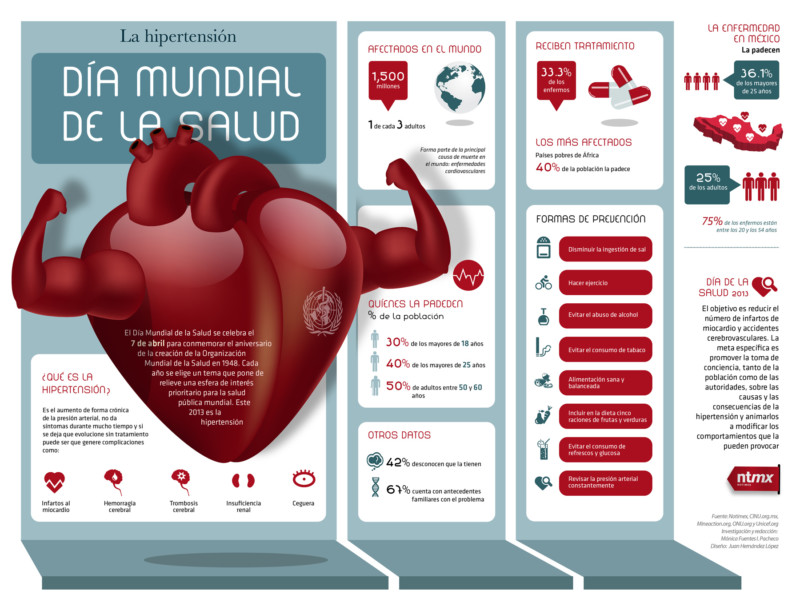 La hipertensión
DÍA MUNDIAL
DE LA SALUD
El Día Mundial de la Salud se celebra el
7 de abril para conmemorar el aniversario
de la creación de la Organización
Mundial de la Salud en 1948. Cada
año se elige un tema que pone de
relieve una esfera de interés
prioritario para la salud
pública mundial. Este
2013 es la
hipertensión
¿QUÉ ES LA
HIPERTENSIÓN?
Es el aumento de forma crónica
de la presión arterial, no da
síntomas durante mucho tiempo y si
se deja que evolucione sin tratamiento
puede ser que genere complicaciones
como:
Infartos al
miocardio
Hemorragia
cerebral
Trombosis
cerebral
Insuficiencia
renal
Ceguera
AFECTADOS EN EL MUNDO
1,500
millones
1 de cada 3 adultos
Forma parte de la principal
causa de muerte en
el mundo: enfermedades
cardiovasculares
QUIÉNES LA PADEDEN
% de la población
30% de los mayores de 18 años
40% de los mayores de 25 años
50% de adultos entre 50 y 60
años
OTROS DATOS
42% desconocen que la tienen
67% cuenta con antecedentes
familiares con el problema
RECIBEN TRATAMIENTO
33.3%
de los
enfermos
LOS MÁS AFECTADOS
Países pobres de África
40% de la población la padece
FORMAS DE PREVENCIÓN
Disminuir la ingestión de sal
Hacer ejercicio
Evitar el abuso de alcohol
Evitar el consumo de tabaco
Alimentación sana y
balanceada
Incluir en la dieta cinco
raciones de frutas y verduras
Evitar el consumo de
refrescos y glucosa
Revisar la presión arterial
constantemente
LA ENFERMEDAD
EN MÉXICO
La padecen
36.1%
de los mayores
de 25 años
25%
de los adultos
75% de los enfermos están
entre los 20 y los 54 años
DÍA DE LA
SALUD 2013
El objetivo es reducir el
número de infartos de
miocardio y accidentes
cerebrovasculares. La
meta específica es
promover la toma de
conciencia, tanto de la
población como de las
autoridades, sobre las
causas y las
consecuencias de la
hipertensión y animarlos
a modificar los
comportamientos que la
pueden provocar
ntmx
Fuente: Notimex, CINU.org.mx,
Mimoaction.org, ONU.org y Unicef.org
Investigación y redacción:
Mónica Fuentes I. Pacheco
Diseño: Juan Hernández López